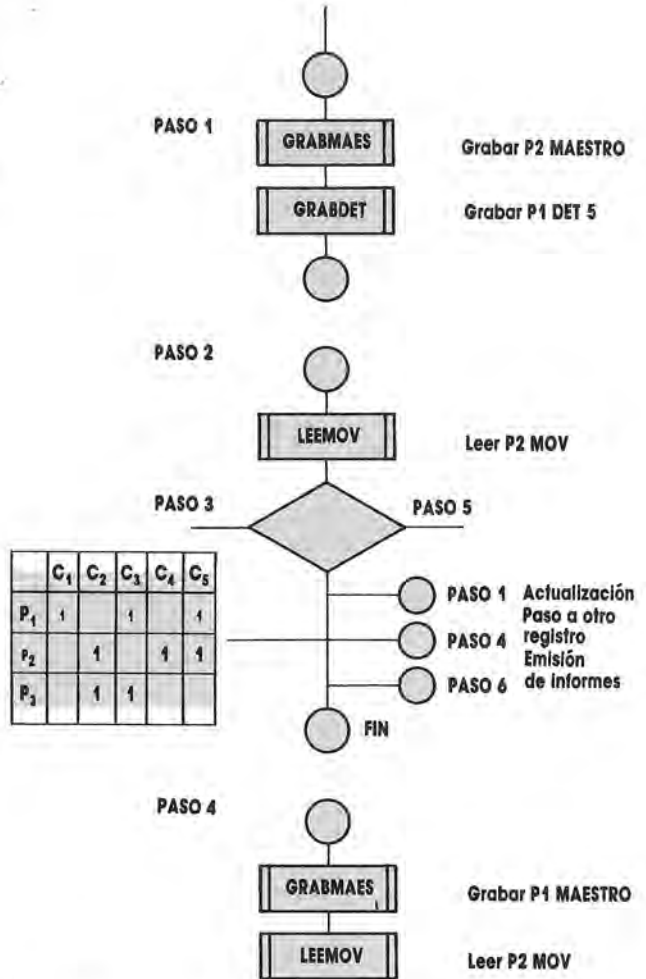 PASO 1
GRABMAES
Grabar P2 MAESTRO
GRABDET
Grabar P1 DET 5
PASO 2
LEEMOV
Leer P2 MOV
PASO 3
PASO 5
C1 C2 C3 C4 C5
P1 1 1 1
P2 1 1 1
P3 1 1
PASO 1 Actualización
Paso a otro
PASO 4 registro
Emisión
PASO 6 de informes
FIN
PASO 4
GRABMAES
Grabar P1 MAESTRO
LEEMOV
Leer P2 MOV